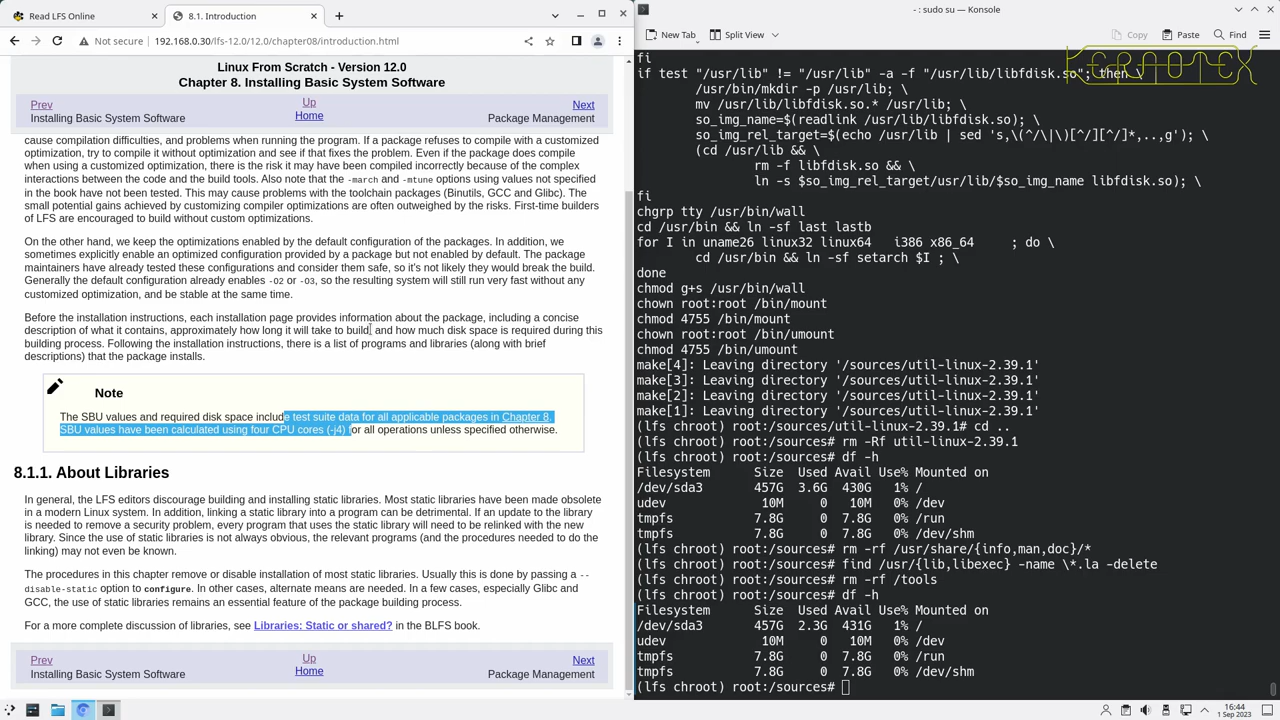 Read LFS Online
8.1. Introduction
Not secure
192.168.0.30/lfs-12.0/12.0/chapter08/introduction.html
Linux From Scratch - Version 12.0
Chapter 8. Installing Basic System Software
Prev
Up
Next
Installing Basic System Software
Home
Package Management
cause compilation difficulties, and problems when running the program. If a package refuses to compile with a customized
optimization, try to compile it without optimization and see if that fixes the problem. Even if the package does compile
when using a customized optimization, there is the risk it may have been compiled incorrectly because of the complex
interactions between the code and the build tools. Also note that the -march and -mtune options using values not specified
in the book have not been tested. This may cause problems with the toolchain packages (Binutils, GCC and Glibc). The
small potential gains achieved by customizing compiler optimizations are often outweighed by the risks. First-time builders
of LFS are encouraged to build without custom optimizations.
On the other hand, we keep the optimizations enabled by the default configuration of the packages. In addition, we
sometimes explicitly enable an optimized configuration provided by a package but not enabled by default. The package
maintainers have already tested these configurations and consider them safe, so it's not likely they would break the build.
Generally the default configuration already enables -O2 or -O3, so the resulting system will still run very fast without any
customized optimization, and be stable at the same time.
Before the installation instructions, each installation page provides information about the package, including a concise
description of what it contains, approximately how long it will take to build, and how much disk space is required during this
building process. Following the installation instructions, there is a list of programs and libraries (along with brief
descriptions) that the package installs.
Note
The SBU values and required disk space include test suite data for all applicable packages in Chapter 8.
SBU values have been calculated using four CPU cores (-j4) for all operations unless specified otherwise.
8.1.1. About Libraries
In general, the LFS editors discourage building and installing static libraries. Most static libraries have been made obsolete
in a modern Linux system. In addition, linking a static library into a program can be detrimental. If an update to the library
is needed to remove a security problem, every program that uses the static library will need to be relinked with the new
library. Since the use of static libraries is not always obvious, the relevant programs (and the procedures needed to do the
linking) may not even be known.
The procedures in this chapter remove or disable installation of most static libraries. Usually this is done by passing a --
disable-static option to configure. In other cases, alternate means are needed. In a few cases, especially Glibc and
GCC, the use of static libraries remains an essential feature of the package building process.
For a more complete discussion of libraries, see Libraries: Static or shared? in the BLFS book.
Prev
Up
Next
Installing Basic System Software
Home
Package Management
- : sudo su — Konsole
New Tab
Split View
Copy
Paste
Find
KERNOTEX
fi
if test "/usr/lib" != "/usr/lib" -a -f "/usr/lib/libfdisk.so"; then \
/usr/bin/mkdir -p /usr/lib; \
mv /usr/lib/libfdisk.so.* /usr/lib; \
so_img_name=$(readlink /usr/lib/libfdisk.so); \
so_img_rel_target=$(echo /usr/lib | sed 's,\(^/\|\)[^/][^/]*,..,g'); \
(cd /usr/lib && \
rm -f libfdisk.so && \
ln -s $so_img_rel_target/usr/lib/$so_img_name libfdisk.so); \
fi
chgrp tty /usr/bin/wall
cd /usr/bin && ln -sf last lastb
for I in uname26 linux32 linux64   i386 x86_64     ; do \
cd /usr/bin && ln -sf setarch $I ; \
done
chmod g+s /usr/bin/wall
chown root:root /bin/mount
chmod 4755 /bin/mount
chown root:root /bin/umount
chmod 4755 /bin/umount
make[4]: Leaving directory '/sources/util-linux-2.39.1'
make[3]: Leaving directory '/sources/util-linux-2.39.1'
make[2]: Leaving directory '/sources/util-linux-2.39.1'
make[1]: Leaving directory '/sources/util-linux-2.39.1'
(lfs chroot) root:/sources/util-linux-2.39.1# cd ..
(lfs chroot) root:/sources# rm -Rf util-linux-2.39.1
(lfs chroot) root:/sources# df -h
Filesystem      Size  Used Avail Use% Mounted on
/dev/sda3       457G  3.6G  430G   1% /
udev             10M     0   10M   0% /dev
tmpfs           7.8G     0  7.8G   0% /run
tmpfs           7.8G     0  7.8G   0% /dev/shm
(lfs chroot) root:/sources# rm -rf /usr/share/{info,man,doc}/*
(lfs chroot) root:/sources# find /usr/{lib,libexec} -name \*.la -delete
(lfs chroot) root:/sources# rm -rf /tools
(lfs chroot) root:/sources# df -h
Filesystem      Size  Used Avail Use% Mounted on
/dev/sda3       457G  2.3G  431G   1% /
udev             10M     0   10M   0% /dev
tmpfs           7.8G     0  7.8G   0% /run
tmpfs           7.8G     0  7.8G   0% /dev/shm
(lfs chroot) root:/sources#
16:44
1 Sep 2023